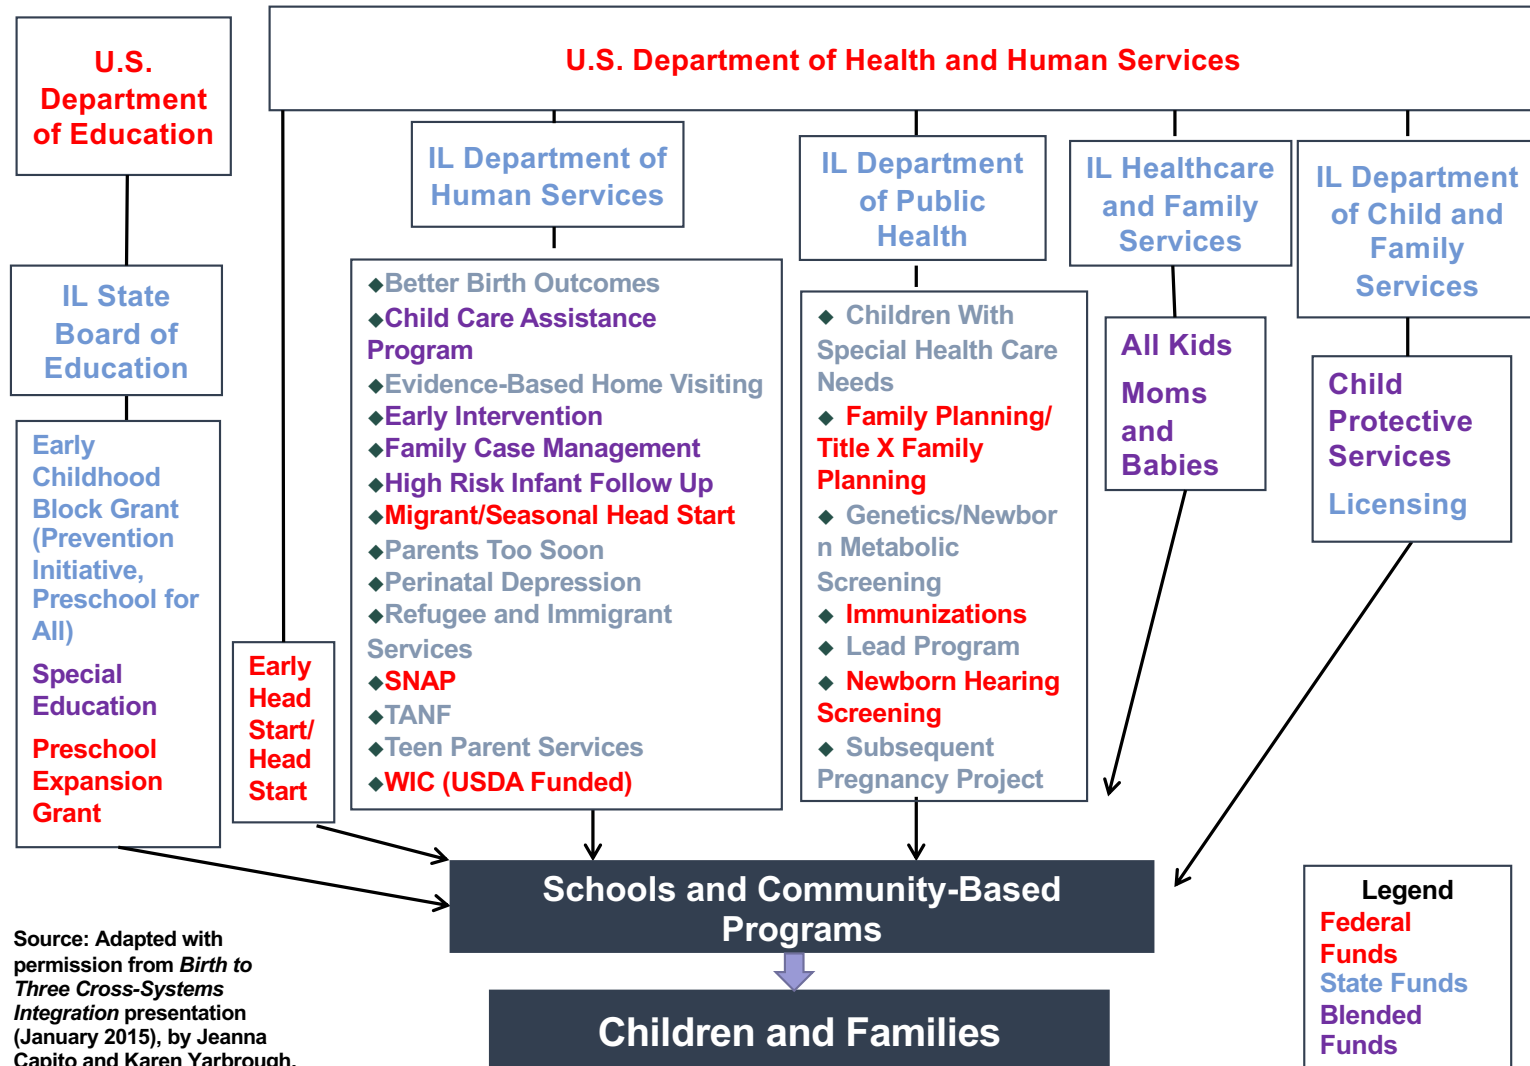 U.S.
Department
of Education
U.S. Department of Health and Human Services
IL State
Board of
Education
Early
Childhood
Block Grant
(Prevention
Initiative,
Preschool for
All)
Special
Education
Preschool
Expansion
Grant
Early
Head
Start/
Head
Start
IL Department of
Human Services
◆Better Birth Outcomes
◆Child Care Assistance
Program
◆Evidence-Based Home Visiting
◆Early Intervention
◆Family Case Management
◆High Risk Infant Follow Up
◆Migrant/Seasonal Head Start
◆Parents Too Soon
◆Perinatal Depression
◆Refugee and Immigrant
Services
◆SNAP
◆TANF
◆Teen Parent Services
◆WIC (USDA Funded)
IL Department
of Public
Health
◆ Children With
Special Health Care
Needs
◆ Family Planning/
Title X Family
Planning
◆ Genetics/Newbor
n Metabolic
Screening
◆ Immunizations
◆ Lead Program
◆ Newborn Hearing
Screening
◆ Subsequent
Pregnancy Project
IL Healthcare
and Family
Services
All Kids
Moms
and
Babies
IL Department
of Child and
Family
Services
Child
Protective
Services
Licensing
Schools and Community-Based
Programs
Children and Families
Source: Adapted with
permission from Birth to
Three Cross-Systems
Integration presentation
(January 2015), by Jeanna
Capito and Karen Yarbrough.
Legend
Federal
Funds
State Funds
Blended
Funds